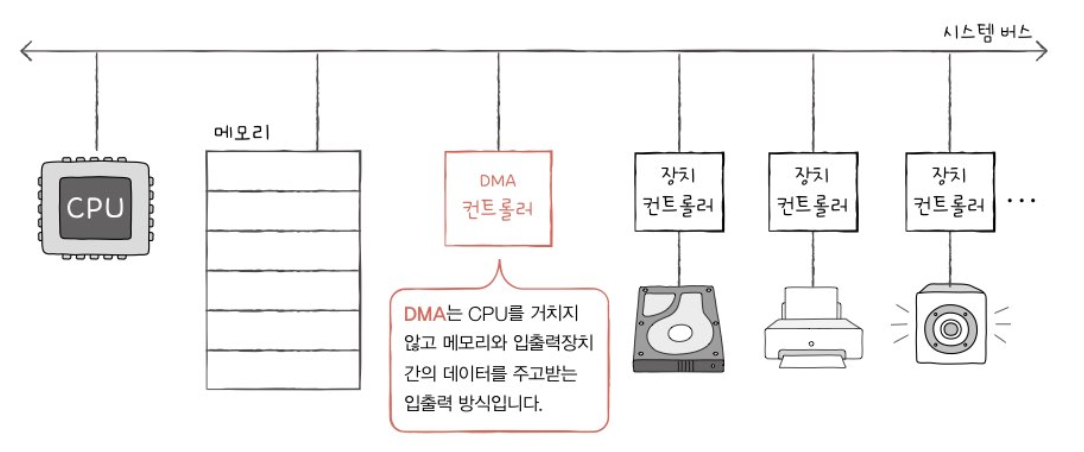 시스템 버스
메모리
CPU
DMA
컨트롤러
장치
컨트롤러
장치
컨트롤러
장치
컨트롤러
...
DMA는 CPU를 거치지
않고 메모리와 입출력장치
간의 데이터를 주고받는
입출력 방식입니다.